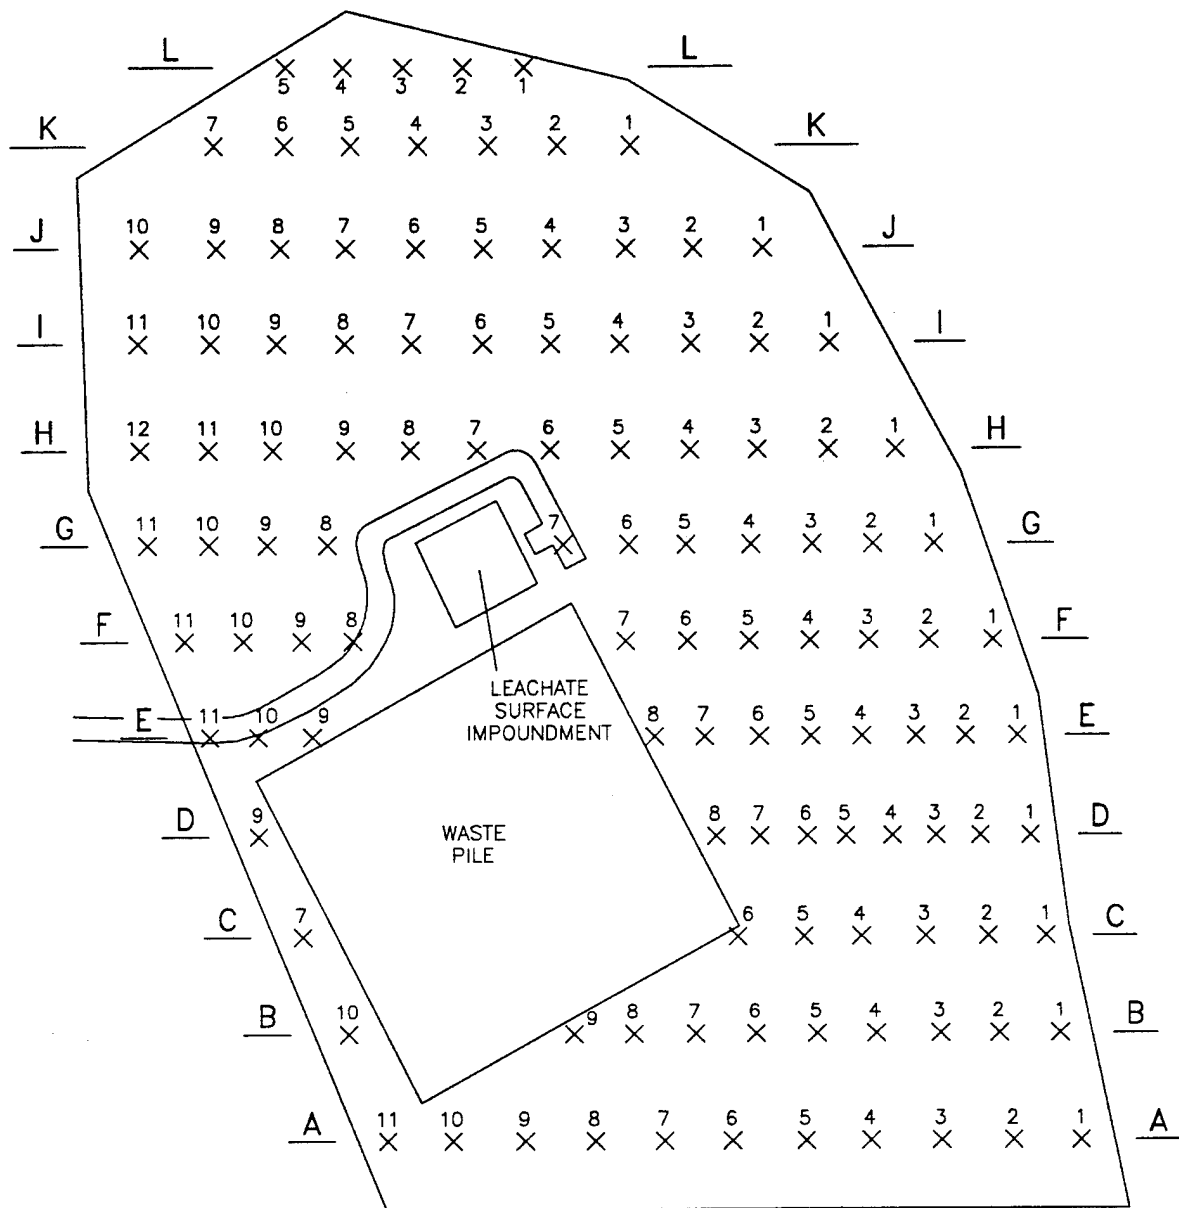 L L
5 4 3 2 1
K 7 6 5 4 3 2 1 K
J 10 9 8 7 6 5 4 3 2 1 J
I 11 10 9 8 7 6 5 4 3 2 1 I
H 12 11 10 9 8 7 6 5 4 3 2 1 H
G 11 10 9 8 7 6 5 4 3 2 1 G
F 11 10 9 8 7 6 5 4 3 2 1 F
LEACHATE
SURFACE
IMPOUNDMENT
E 11 10 9 8 7 6 5 4 3 2 1 E
D 9 8 7 6 5 4 3 2 1 D
WASTE
PILE
C 7 6 5 4 3 2 1 C
B 10 9 8 7 6 5 4 3 2 1 B
A 11 10 9 8 7 6 5 4 3 2 1 A